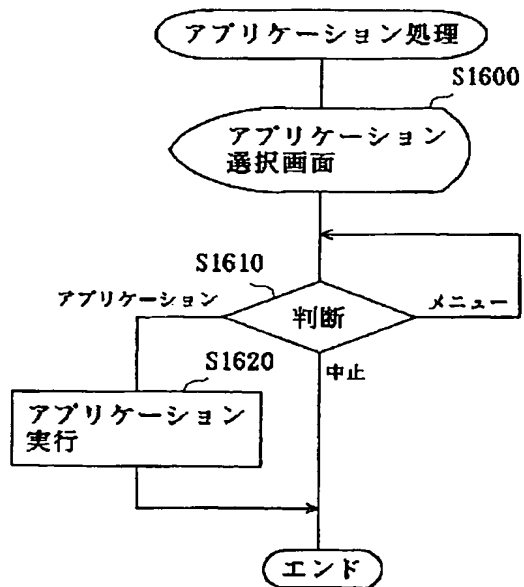 アプリケーション処理
S1600
アプリケーション
選択画面
S1610
アプリケーション
判断
メニュー
中止
S1620
アプリケーション
実行
エンド